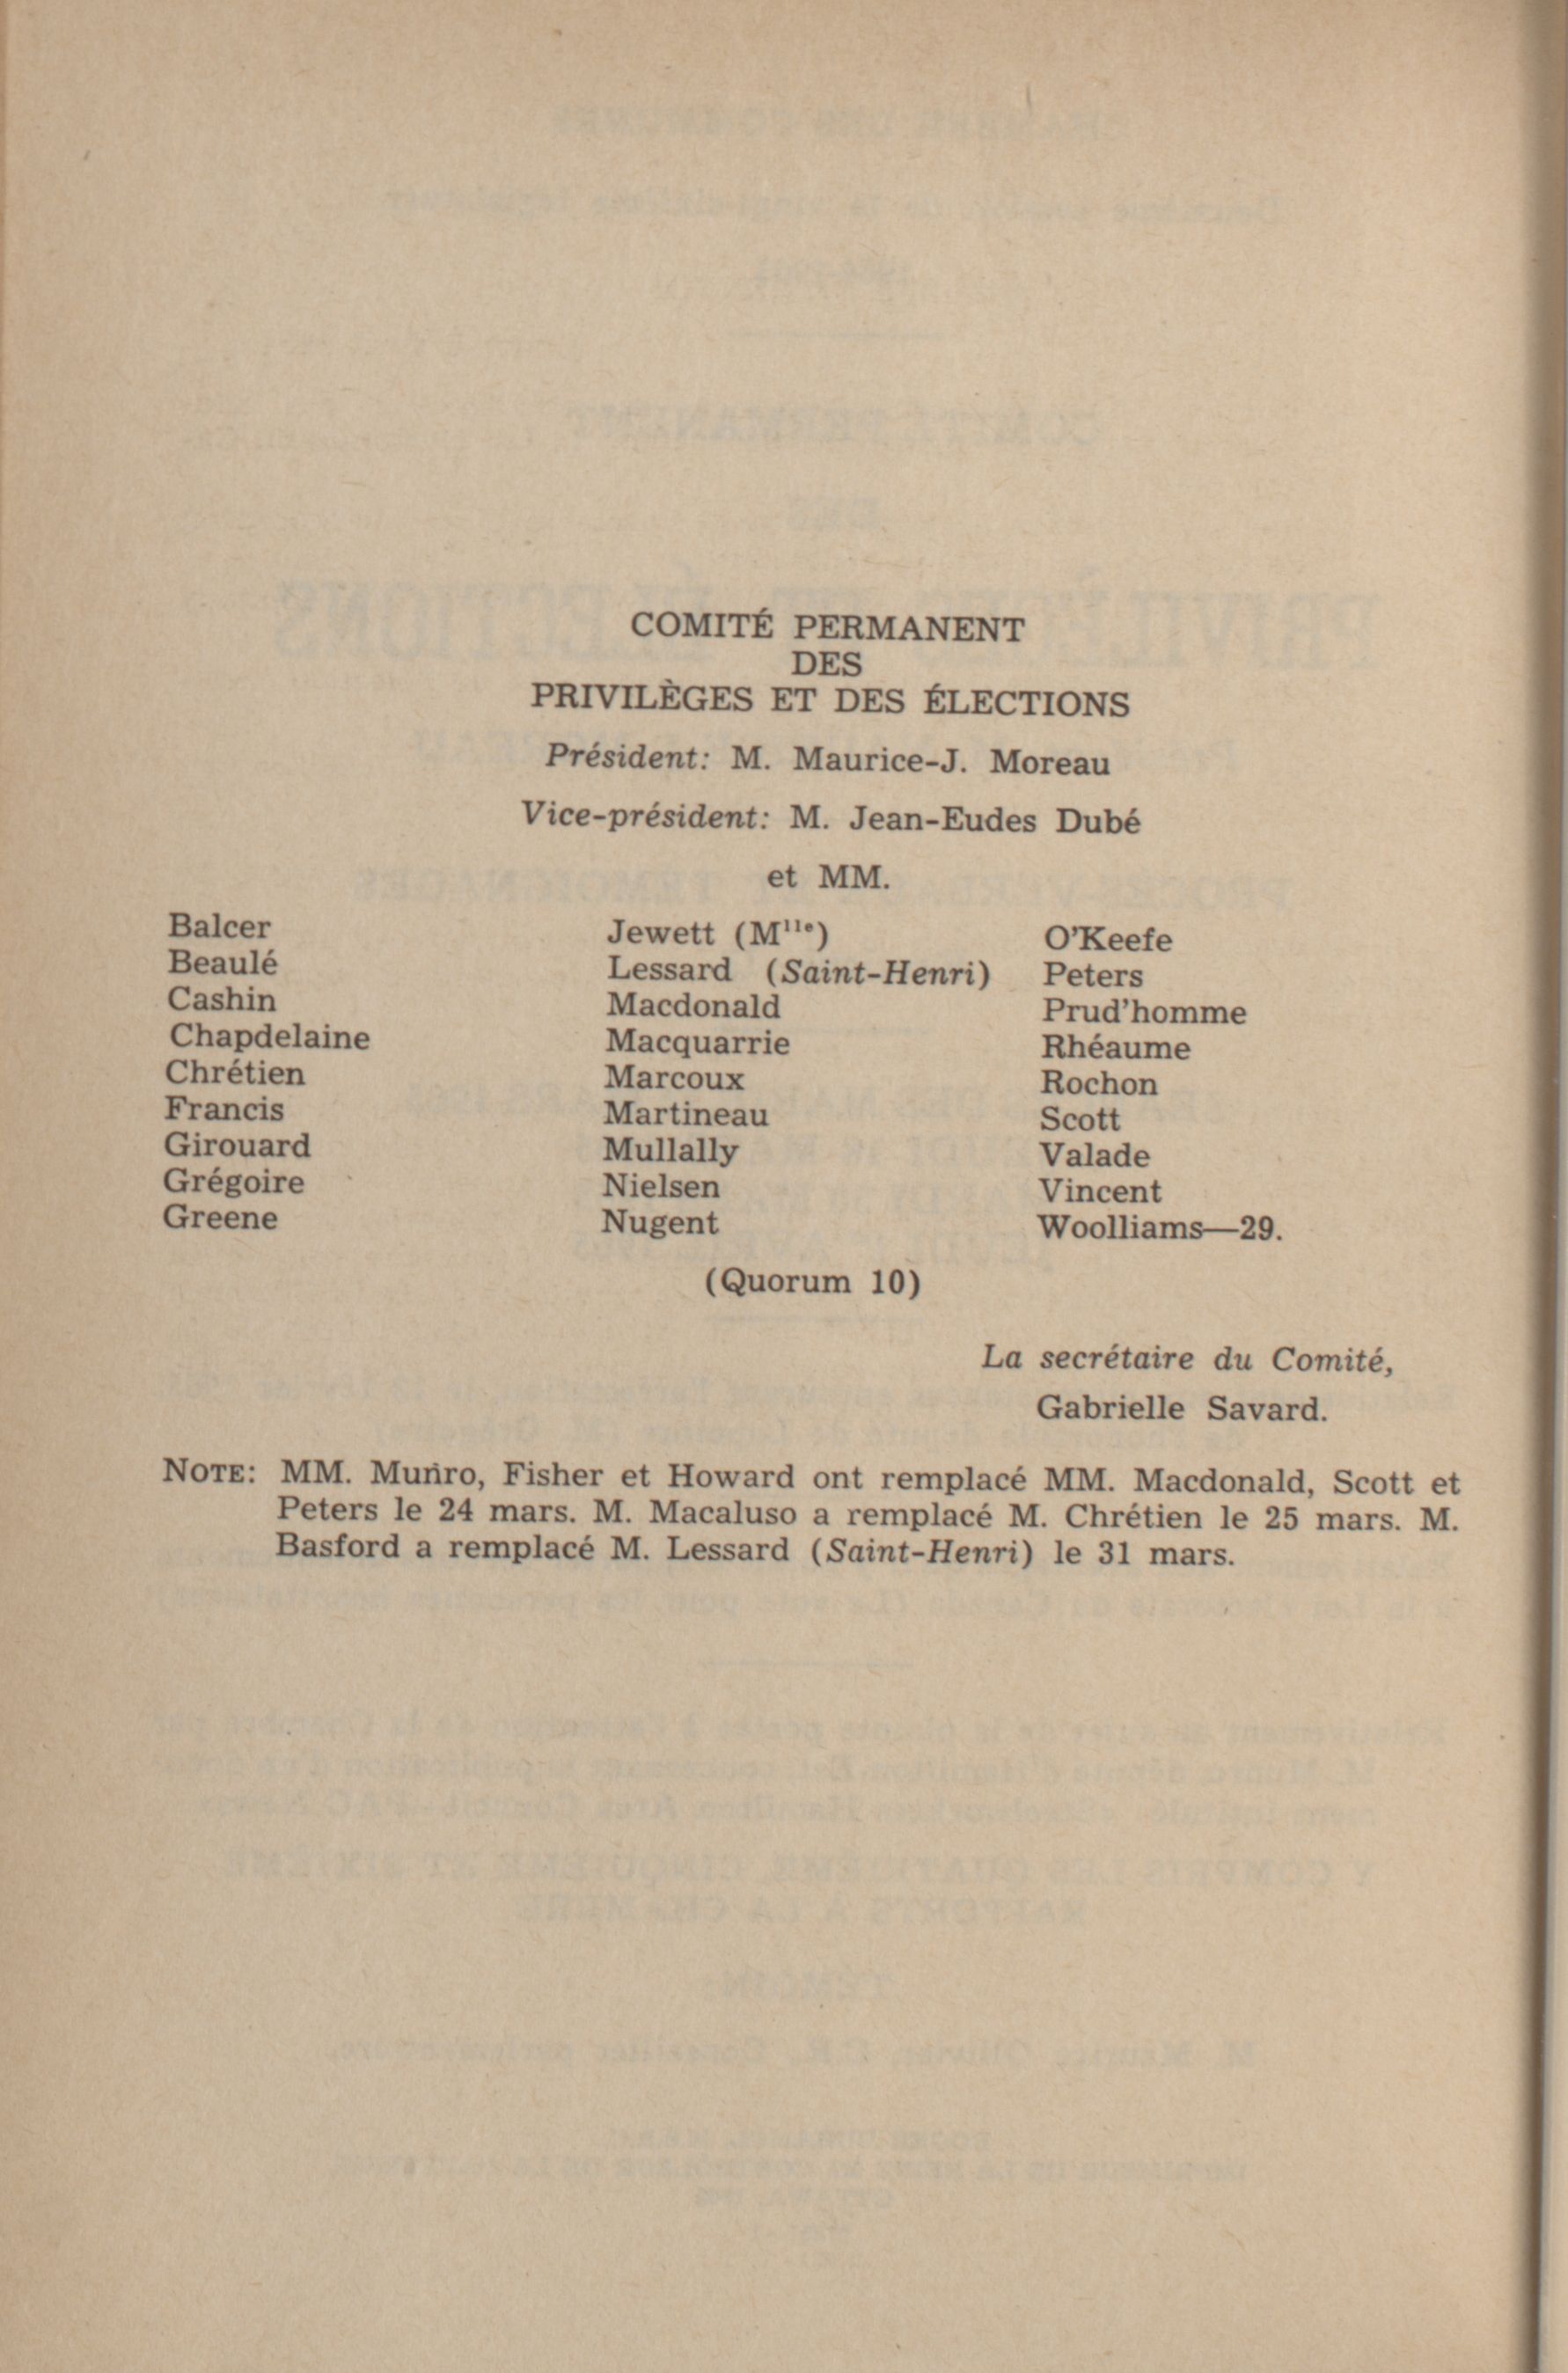 COMITÉ PERMANENT
DES
PRIVILÈGES ET DES ÉLECTIONS
Président: M. Maurice-J. Moreau
Vice-président: M. Jean-Eudes Dubé
et MM.
Balcer
Beaulé
Cashin
Chapdelaine
Chrétien
Francis
Girouard
Grégoire
Greene
Jewett (Mlle)
Lessard (Saint-Henri)
Macdonald
Macquarrie
Marcoux
Martineau
Mullally
Nielsen
Nugent
O'Keefe
Peters
Prud'homme
Rhéaume
Rochon
Scott
Valade
Vincent
Woolliams—29.
(Quorum 10)
La secrétaire du Comité,
Gabrielle Savard.
NOTE: MM. Munro, Fisher et Howard ont remplacé MM. Macdonald, Scott et
Peters le 24 mars. M. Macaluso a remplacé M. Chrétien le 25 mars. M.
Basford a remplacé M. Lessard (Saint-Henri) le 31 mars.